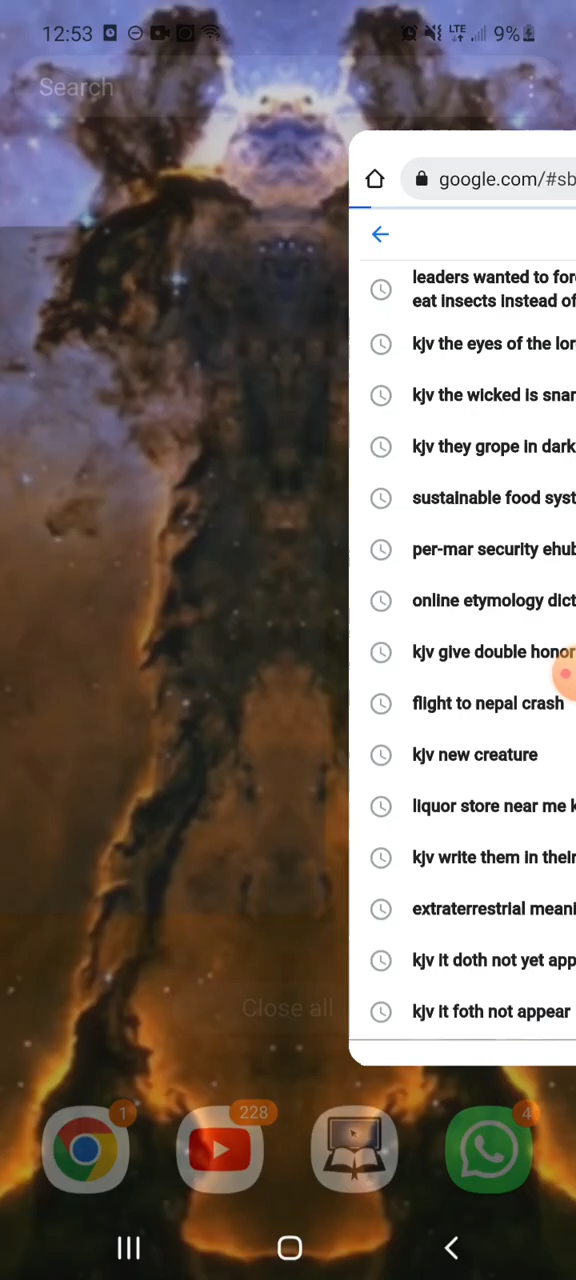 12:53
LTE
9%
Search
google.com/#sb
leaders wanted to for
eat insects instead of
kjv the eyes of the lor
kjv the wicked is snar
kjv they grope in dark
sustainable food syst
per-mar security ehub
online etymology dict
kjv give double honor
flight to nepal crash
kjv new creature
liquor store near me k
kjv write them in their
extraterrestrial meani
kjv it doth not yet app
kjv it foth not appear
Close all
1
228
4